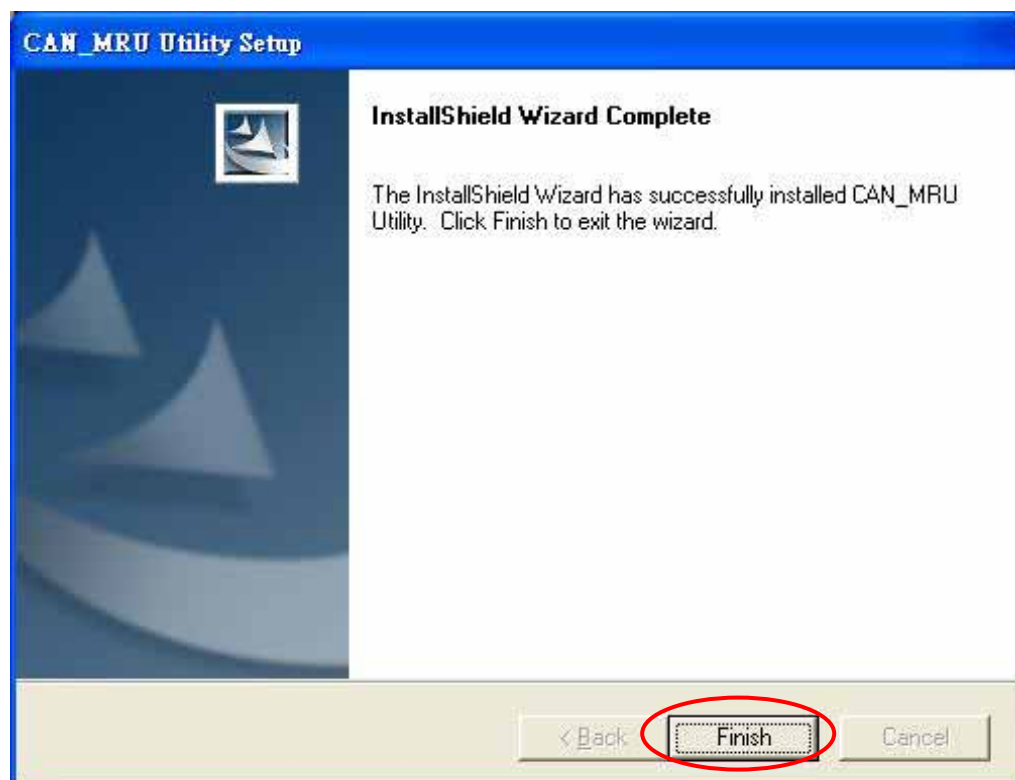 CAN_MRU Utility Setup
InstallShield Wizard Complete
The InstallShield Wizard has successfully installed CAN_MRU
Utility. Click Finish to exit the wizard.
< Back
Finish
Cancel